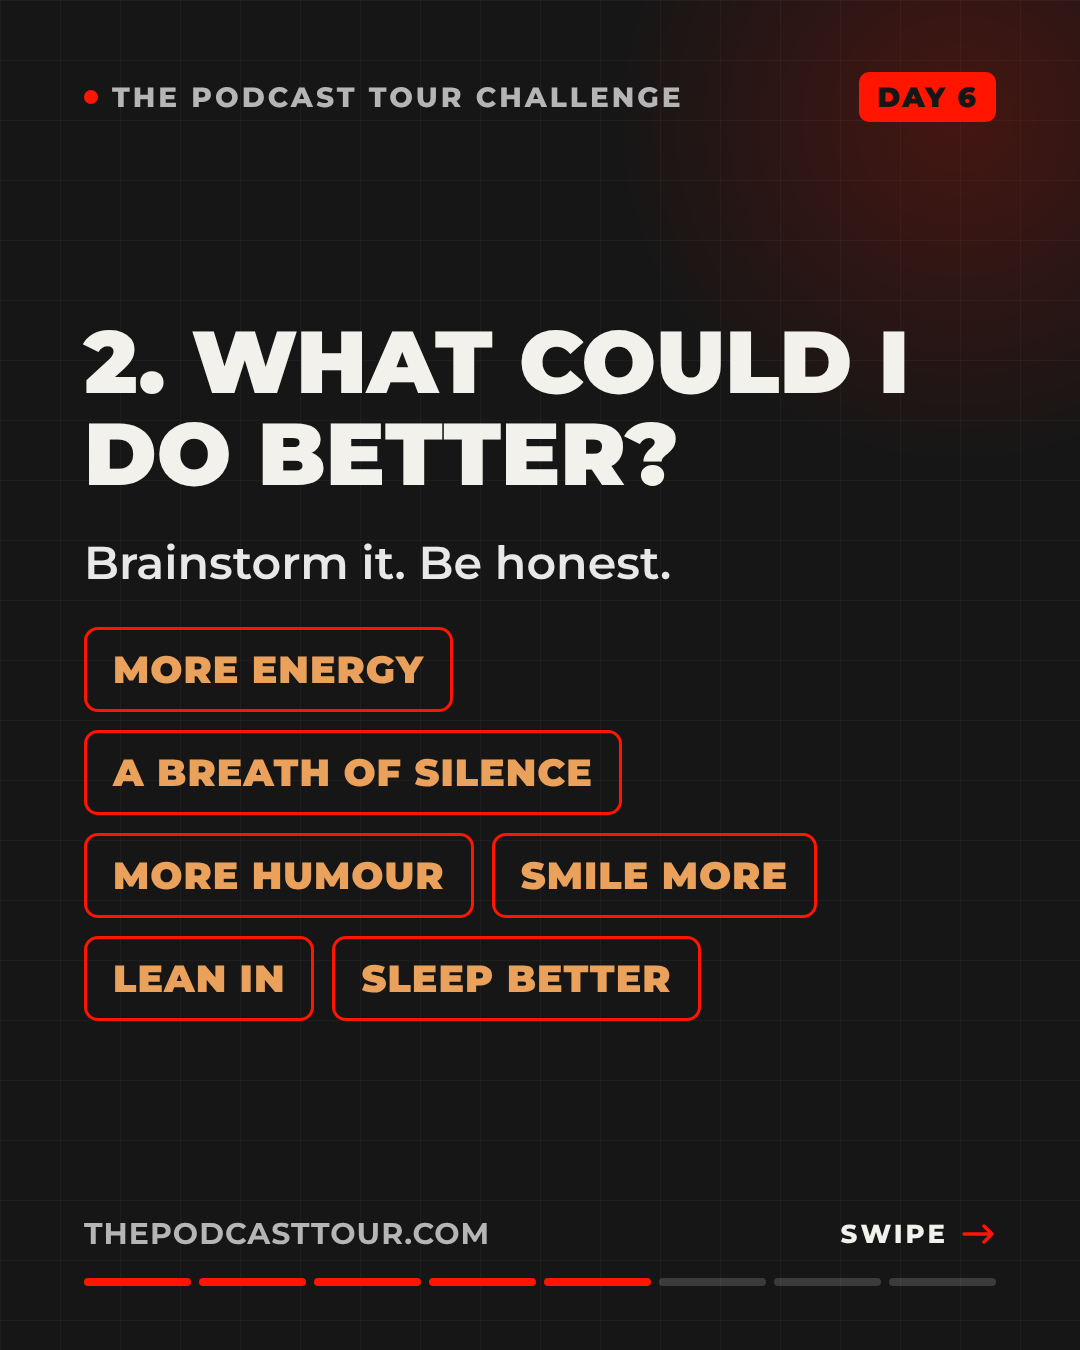 THE PODCAST TOUR CHALLENGE
DAY 6
2. WHAT COULD I
DO BETTER?
Brainstorm it. Be honest.
MORE ENERGY
A BREATH OF SILENCE
MORE HUMOUR
SMILE MORE
LEAN IN
SLEEP BETTER
THEPODCASTTOUR.COM
SWIPE →